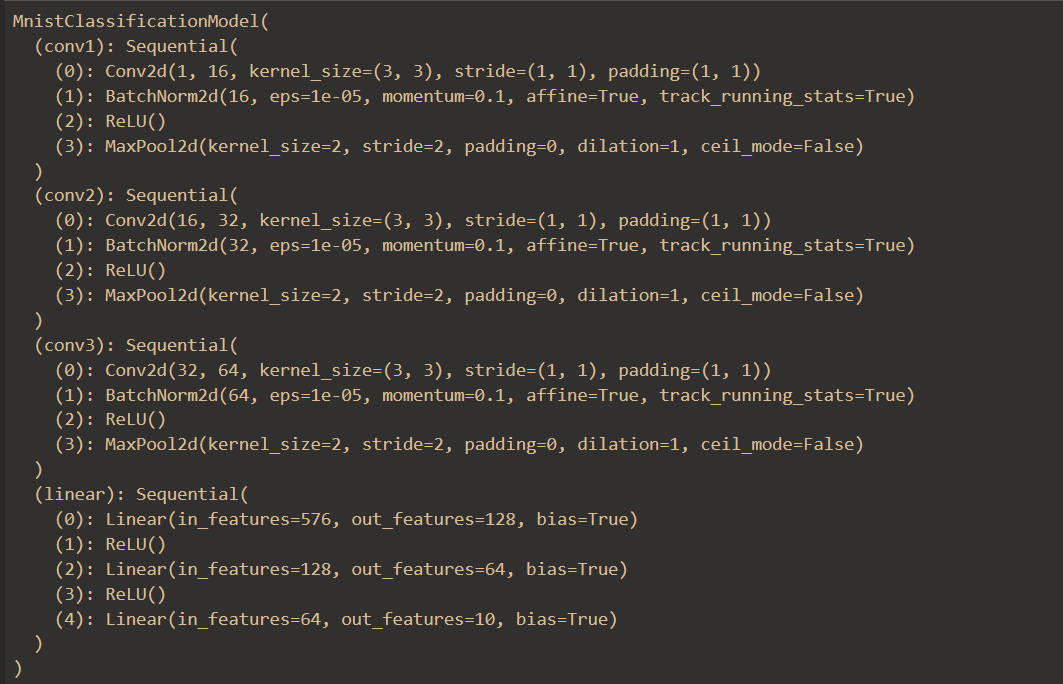 MnistClassificationModel(
  (conv1): Sequential(
    (0): Conv2d(1, 16, kernel_size=(3, 3), stride=(1, 1), padding=(1, 1))
    (1): BatchNorm2d(16, eps=1e-05, momentum=0.1, affine=True, track_running_stats=True)
    (2): ReLU()
    (3): MaxPool2d(kernel_size=2, stride=2, padding=0, dilation=1, ceil_mode=False)
  )
  (conv2): Sequential(
    (0): Conv2d(16, 32, kernel_size=(3, 3), stride=(1, 1), padding=(1, 1))
    (1): BatchNorm2d(32, eps=1e-05, momentum=0.1, affine=True, track_running_stats=True)
    (2): ReLU()
    (3): MaxPool2d(kernel_size=2, stride=2, padding=0, dilation=1, ceil_mode=False)
  )
  (conv3): Sequential(
    (0): Conv2d(32, 64, kernel_size=(3, 3), stride=(1, 1), padding=(1, 1))
    (1): BatchNorm2d(64, eps=1e-05, momentum=0.1, affine=True, track_running_stats=True)
    (2): ReLU()
    (3): MaxPool2d(kernel_size=2, stride=2, padding=0, dilation=1, ceil_mode=False)
  )
  (linear): Sequential(
    (0): Linear(in_features=576, out_features=128, bias=True)
    (1): ReLU()
    (2): Linear(in_features=128, out_features=64, bias=True)
    (3): ReLU()
    (4): Linear(in_features=64, out_features=10, bias=True)
  )
)